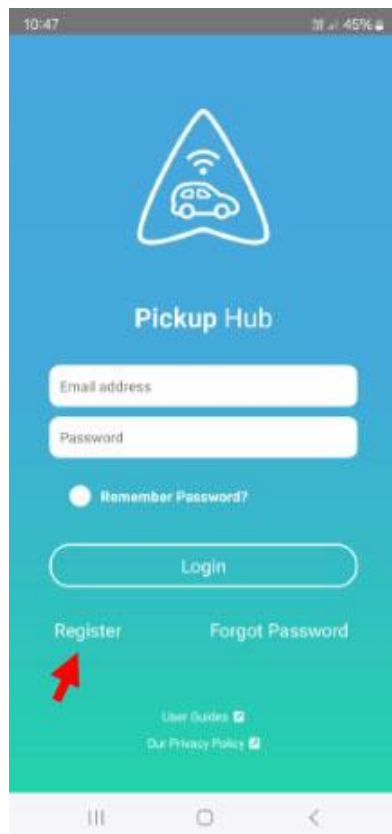 10:47 45%
Pickup Hub
Email address
Password
Remember Password?
Login
Register Forgot Password
User Guides
Our Privacy Policy